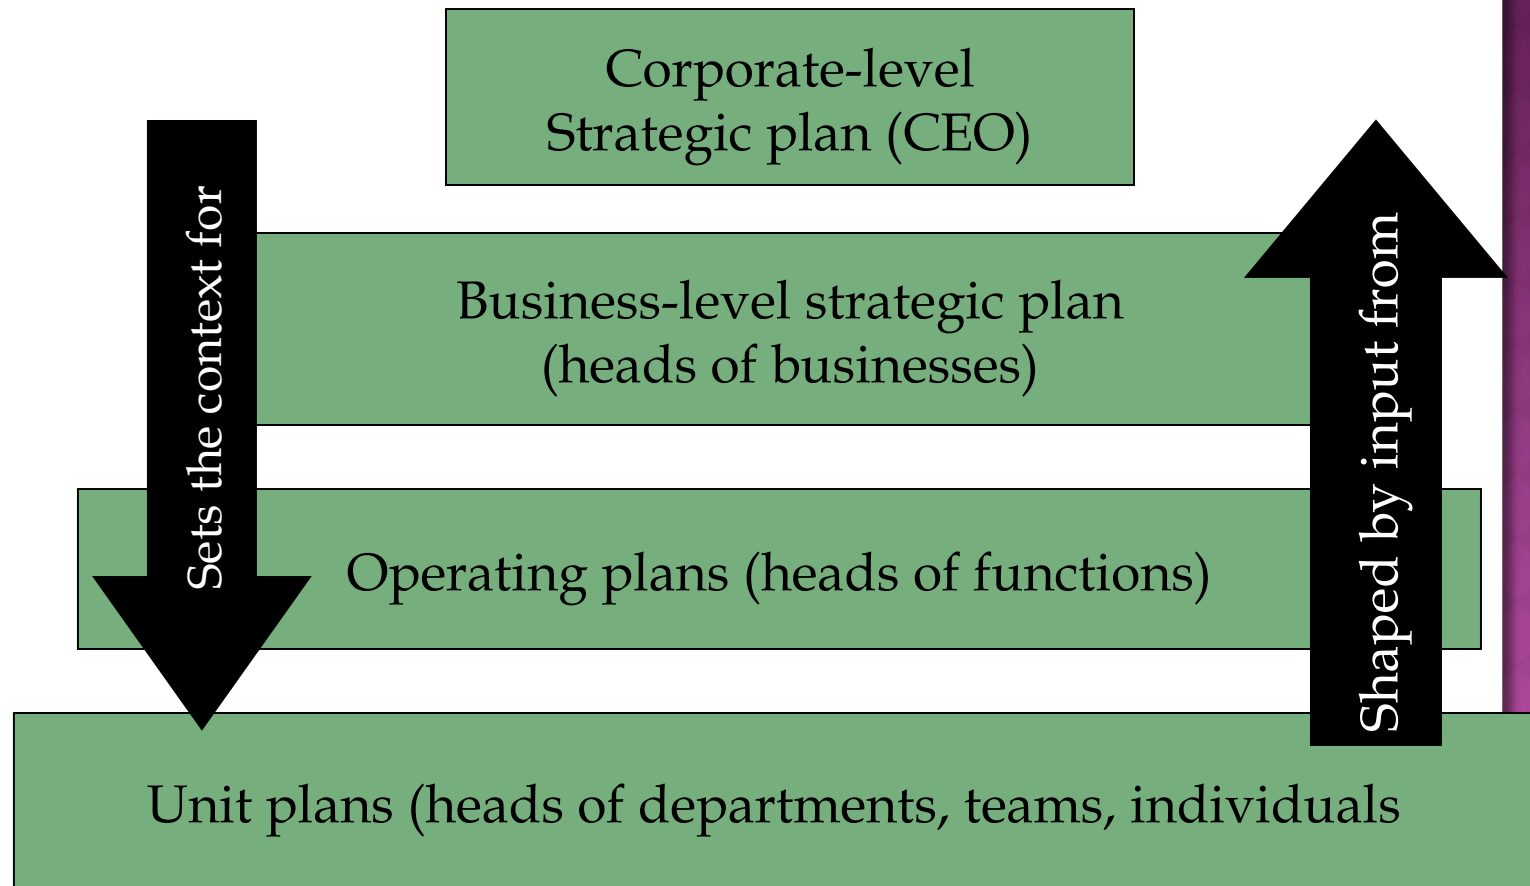 Corporate-level
Strategic plan (CEO)
Sets the context for
Business-level strategic plan
(heads of businesses)
Shaped by input from
Operating plans (heads of functions)
Unit plans (heads of departments, teams, individuals